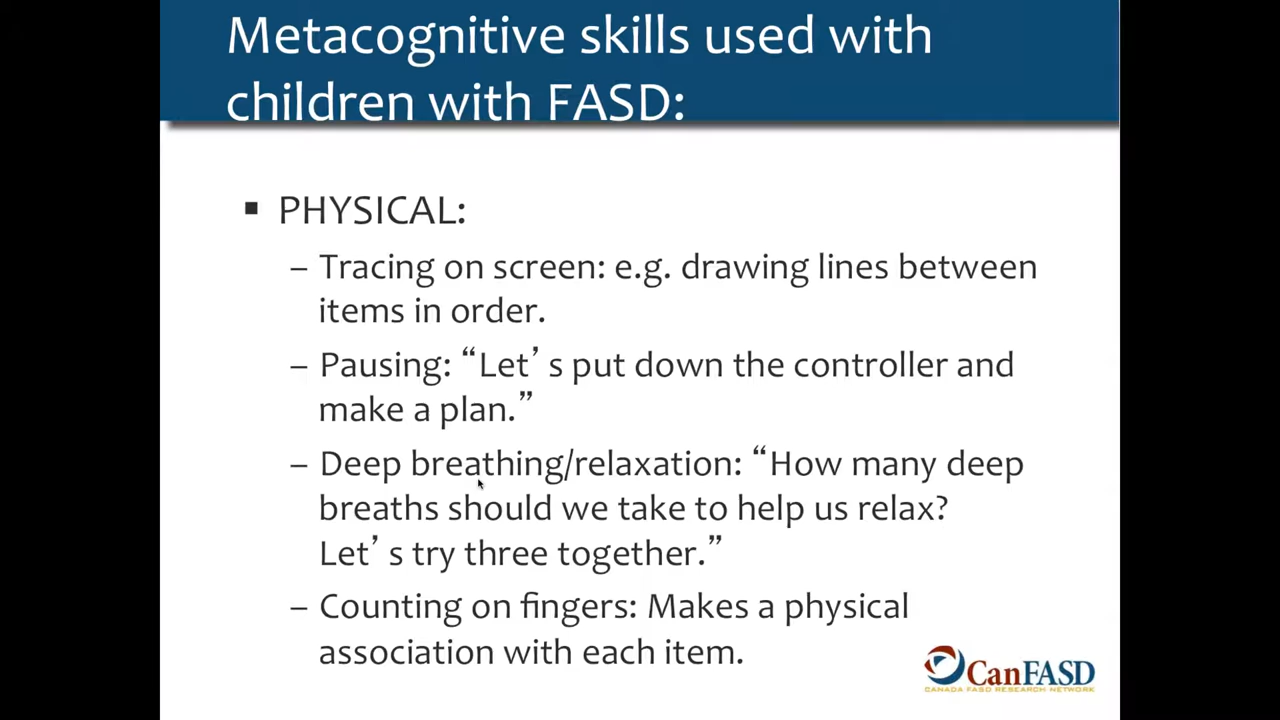 Metacognitive skills used with
children with FASD:
▪ PHYSICAL:
– Tracing on screen: e.g. drawing lines between
items in order.
– Pausing: “Let’s put down the controller and
make a plan.”
– Deep breathing/relaxation: “How many deep
breaths should we take to help us relax?
Let’s try three together.”
– Counting on fingers: Makes a physical
association with each item.
CanFASD
CANADA FASD RESEARCH NETWORK